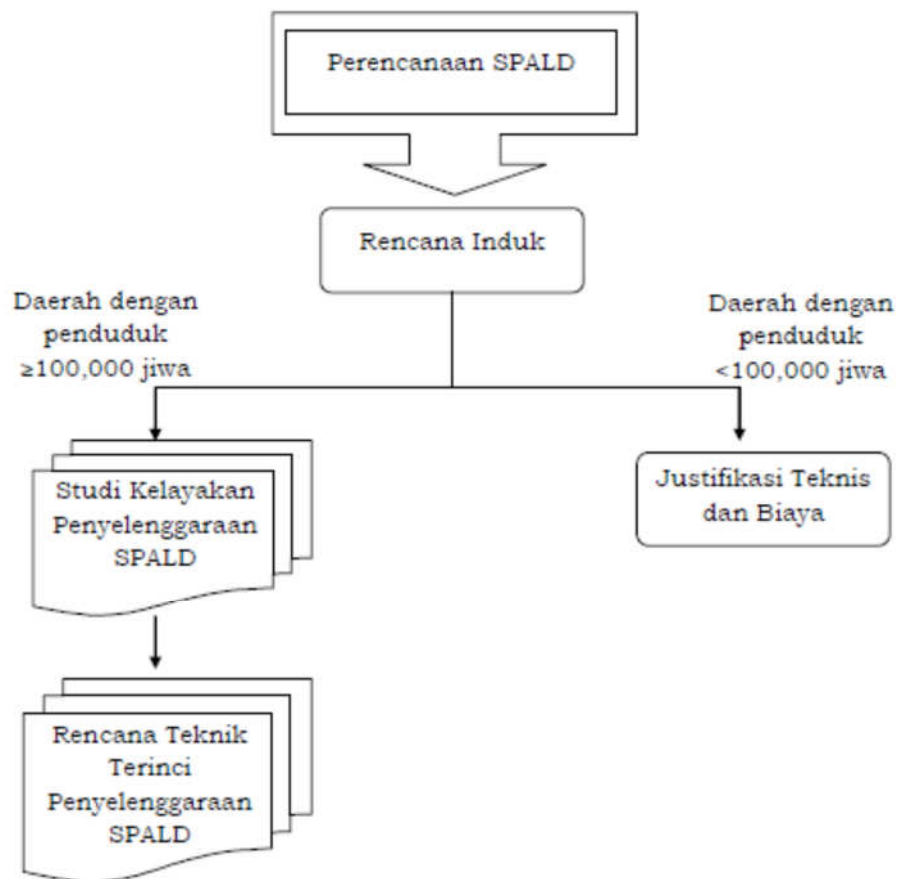 Perencanaan SPALD
Rencana Induk
Daerah dengan
penduduk
≥100,000 jiwa
Daerah dengan
penduduk
<100,000 jiwa
Studi Kelayakan
Penyelenggaraan
SPALD
Justifikasi Teknis
dan Biaya
Rencana Teknik
Terinci
Penyelenggaraan
SPALD